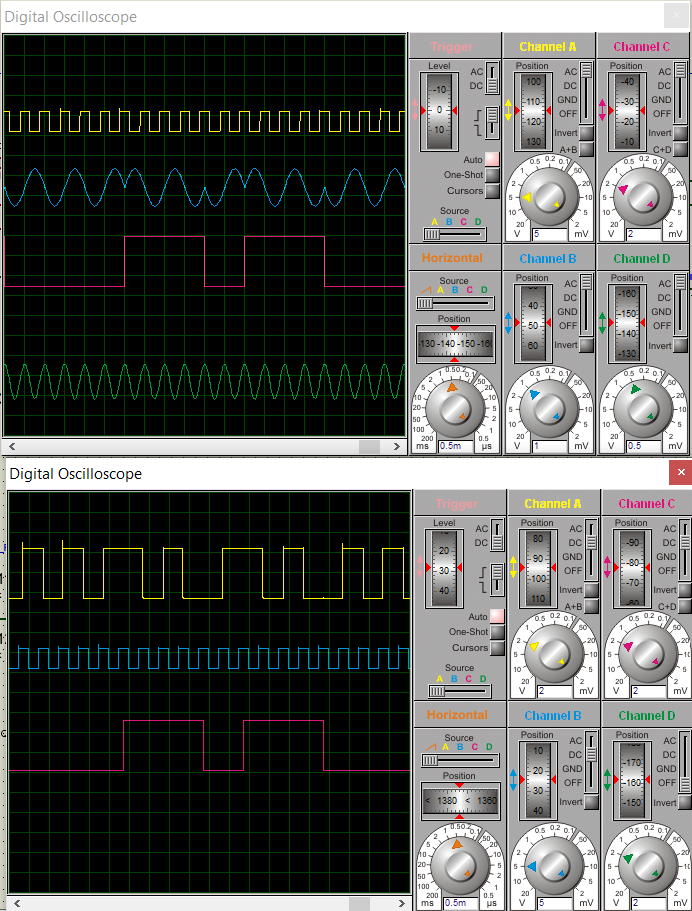 Digital Oscilloscope
Trigger Channel A Channel C
Level Position Position
AC AC AC
DC DC DC
GND GND
OFF OFF
-10 0 10
100 110 120 130
-40 -30 -20 -10
Invert Invert
Auto A+B C+D
One-Shot
Cursors
Source
A B C D
20 10 5 2 1 0.5 0.2 0.1 50 20 10 5 2
V 5 mV
20 10 5 2 1 0.5 0.2 0.1 50 20 10 5 2
V 2 mV
Horizontal Channel B Channel D
Source Position Position
A B C D
AC AC
DC DC
GND GND
OFF OFF
40 50 60
-160 -150 -140 -130
Invert Invert
Position
-130 -140 -150 -160
200 100 50 20 10 5 2 1 0.5 0.2 0.1 50 20 10 5 2 1 0.5
ms 0.5m µs
20 10 5 2 1 0.5 0.2 0.1 50 20 10 5 2
V 1 mV
20 10 5 2 1 0.5 0.2 0.1 50 20 10 5 2
V 0.5 mV
Digital Oscilloscope
Trigger Channel A Channel C
Level Position Position
AC AC AC
DC DC DC
GND GND
OFF OFF
20 30 40
80 90 100 110
-90 -80 -70 -60
Invert Invert
Auto A+B C+D
One-Shot
Cursors
Source
A B C D
20 10 5 2 1 0.5 0.2 0.1 50 20 10 5 2
V 2 mV
20 10 5 2 1 0.5 0.2 0.1 50 20 10 5 2
V 2 mV
Horizontal Channel B Channel D
Source Position Position
A B C D
AC AC
DC DC
GND GND
OFF OFF
10 20 30 40
-180 -170 -160 -150
Invert Invert
Position
< 1380 < 1360
200 100 50 20 10 5 2 1 0.5 0.2 0.1 50 20 10 5 2 1 0.5
ms 0.5m µs
20 10 5 2 1 0.5 0.2 0.1 50 20 10 5 2
V 5 mV
20 10 5 2 1 0.5 0.2 0.1 50 20 10 5 2
V 2 mV